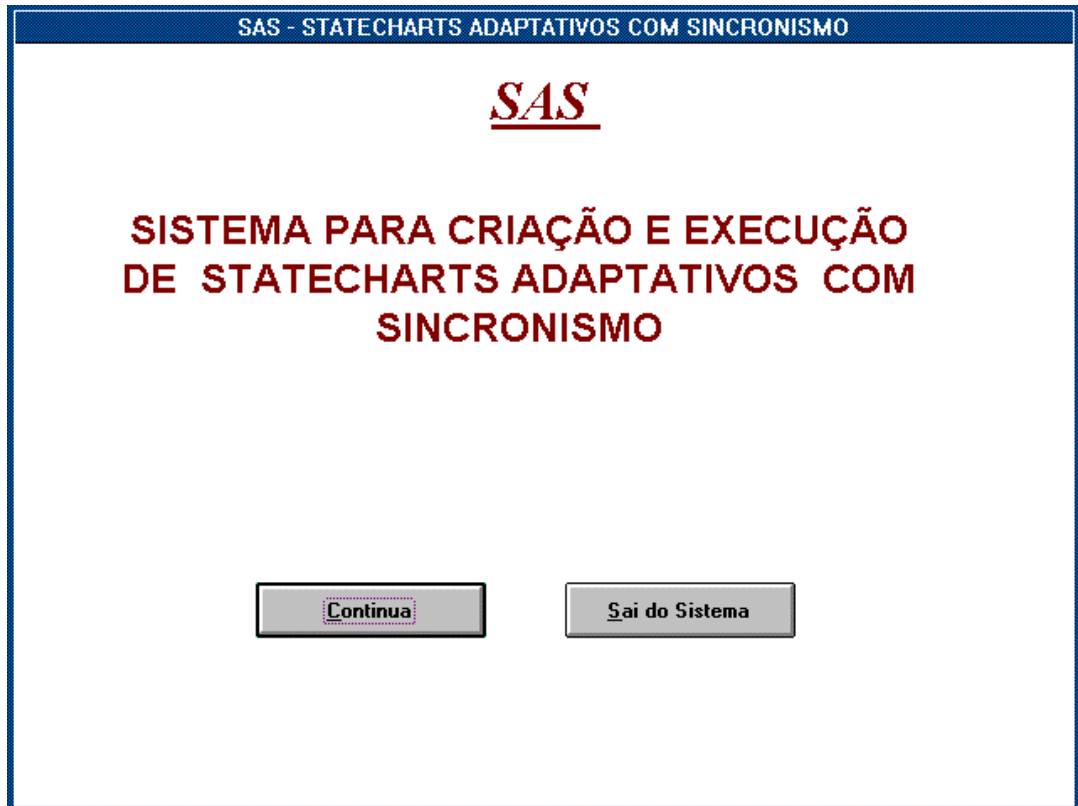 SAS - STATECHARTS ADAPTATIVOS COM SINCRONISMO
SAS
SISTEMA PARA CRIAÇÃO E EXECUÇÃO
DE STATECHARTS ADAPTATIVOS COM
SINCRONISMO
Continua
Sai do Sistema